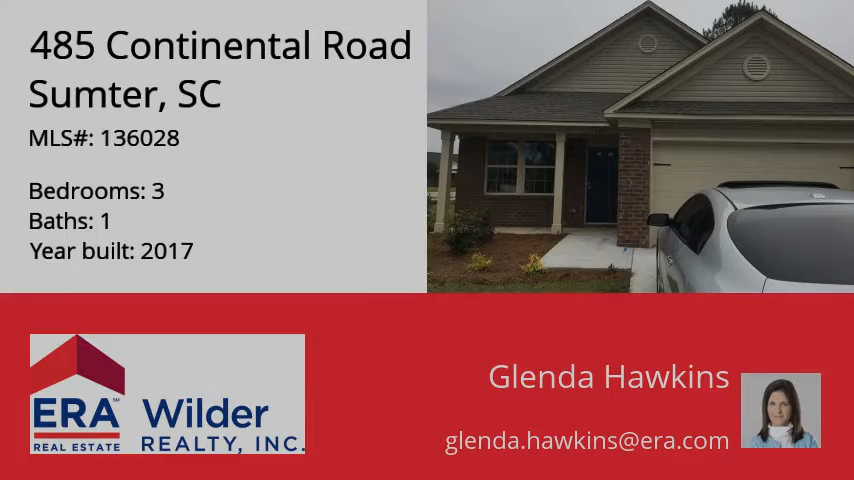 485 Continental Road
Sumter, SC
MLS#: 136028
Bedrooms: 3
Baths: 1
Year built: 2017
ERA™ Wilder
REAL ESTATE REALTY, INC.
Glenda Hawkins
glenda.hawkins@era.com